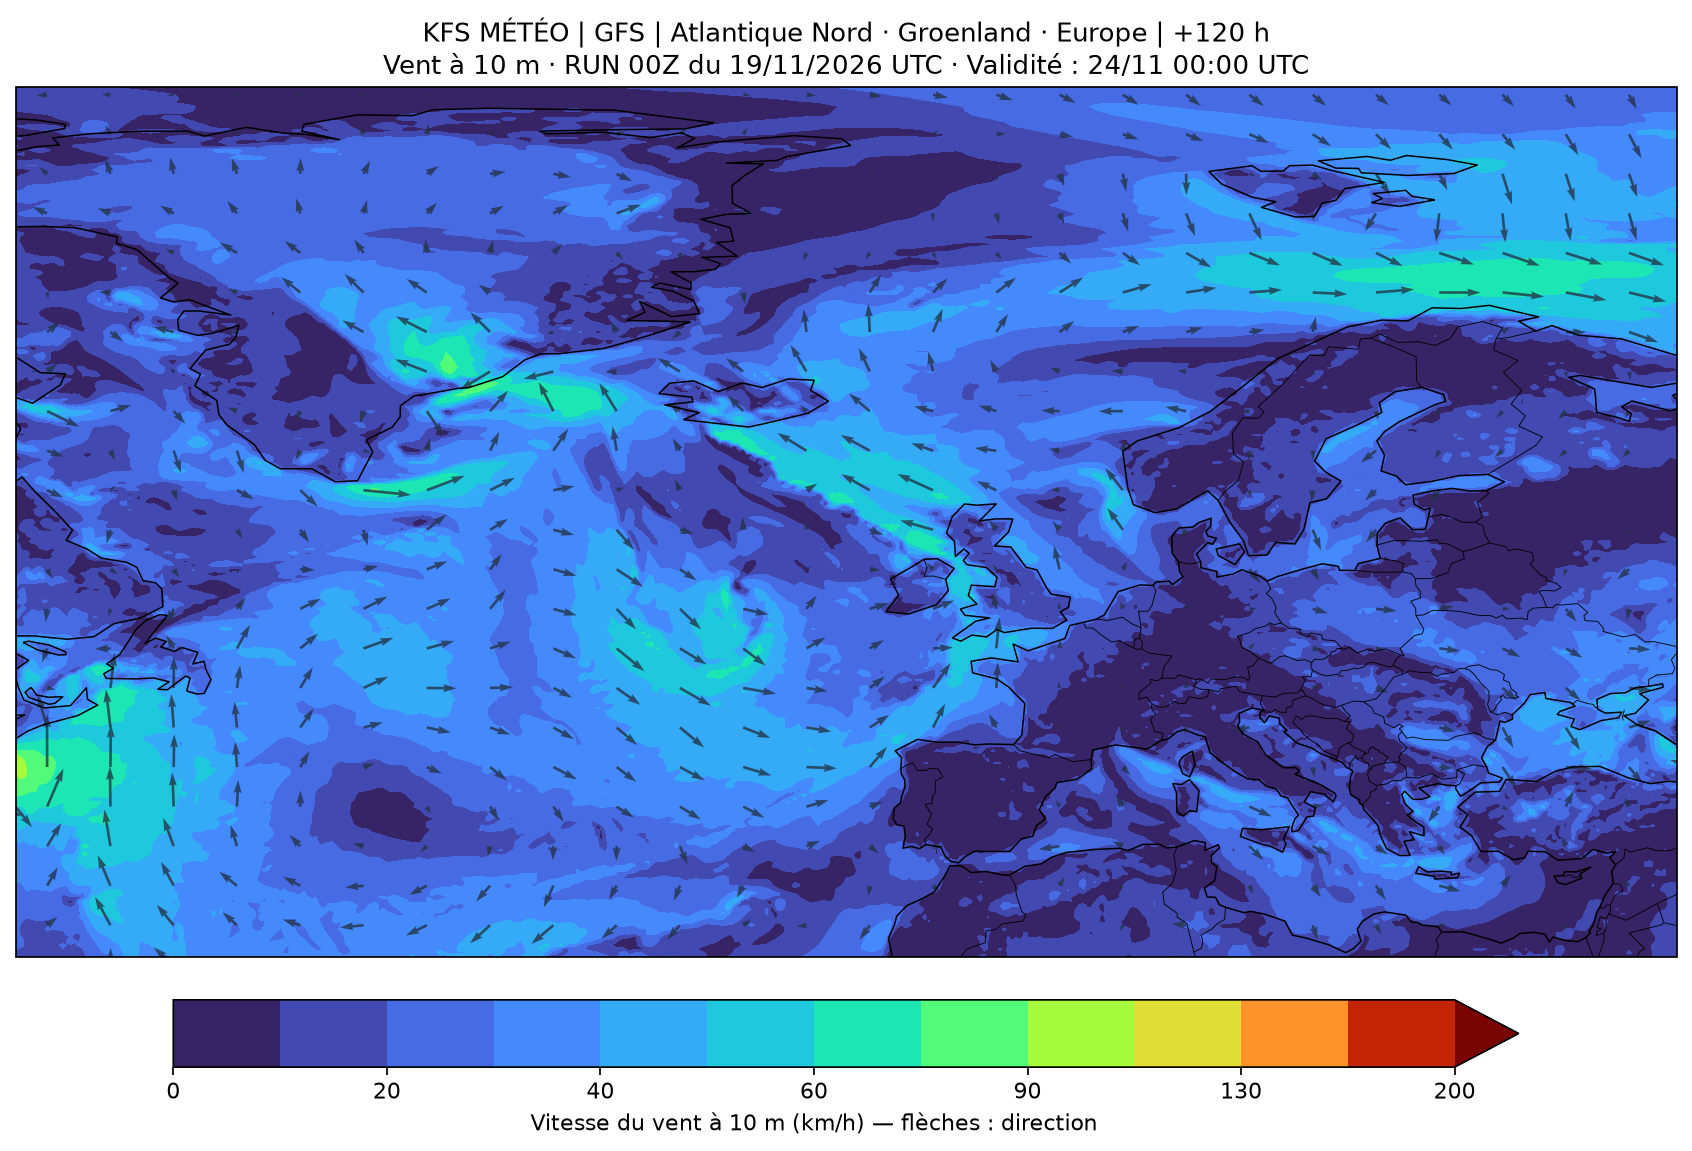 KFS MÉTÉO | GFS | Atlantique Nord · Groenland · Europe | +120 h
Vent à 10 m · RUN 00Z du 19/11/2026 UTC · Validité : 24/11 00:00 UTC
0 20 40 60 90 130 200
Vitesse du vent à 10 m (km/h) — flèches : direction